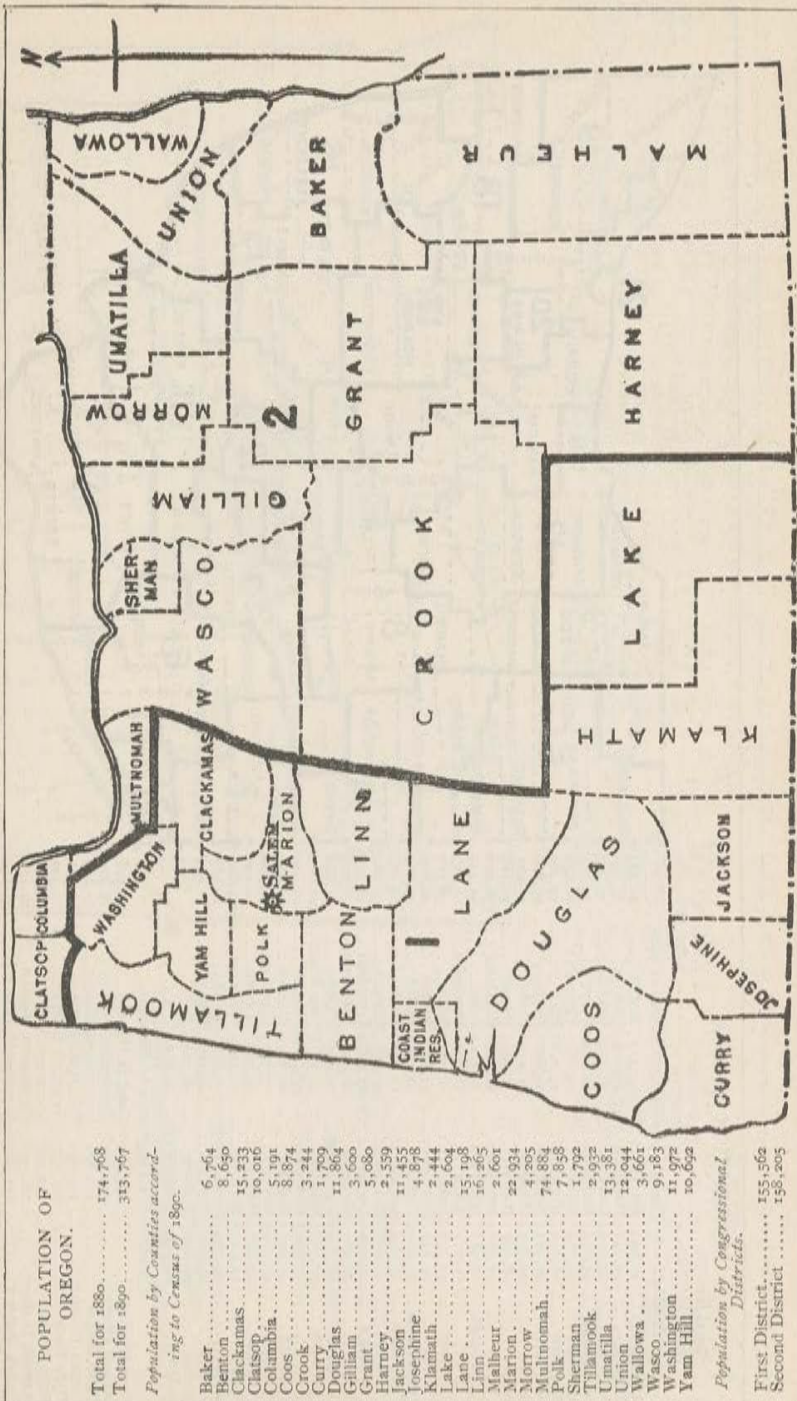 POPULATION OF
OREGON.
Total for 1880......... 174,768
Total for 1890......... 313,767
Population by Counties accord-
ing to Census of 1890.
Baker ................ 6,764
Benton ............... 8,650
Clackamas ............ 15,233
Clatsop .............. 10,016
Columbia ............. 5,191
Coos ................. 8,874
Crook ................ 3,244
Curry ................ 1,709
Douglas .............. 11,864
Gilliam .............. 3,600
Grant ................ 5,080
Harney ............... 2,559
Jackson .............. 11,455
Josephine ............ 4,878
Klamath .............. 2,444
Lake ................. 2,604
Lane ................. 15,198
Linn ................. 16,265
Malheur .............. 2,601
Marion ............... 22,934
Morrow ............... 4,205
Multnomah ............ 74,884
Polk ................. 7,858
Sherman .............. 1,792
Tillamook ............ 2,932
Umatilla ............. 13,381
Union ................ 12,044
Wallowa .............. 3,661
Wasco ................ 9,183
Washington ........... 11,972
Yam Hill ............. 10,692
Population by Congressional
Districts.
First District......... 155,562
Second District ...... 158,205
N
CLATSOP
COLUMBIA
MULTNOMAH
WASHINGTON
TILLAMOOK
YAM HILL
CLACKAMAS
POLK
SALEM
MARION
BENTON
LINN
1
LANE
COAST
INDIAN
RES.
DOUGLAS
COOS
CURRY
JOSEPHINE
JACKSON
KLAMATH
LAKE
WASCO
SHER-
MAN
GILLIAM
MORROW
UMATILLA
UNION
WALLOWA
2
CROOK
GRANT
BAKER
HARNEY
MALHEUR